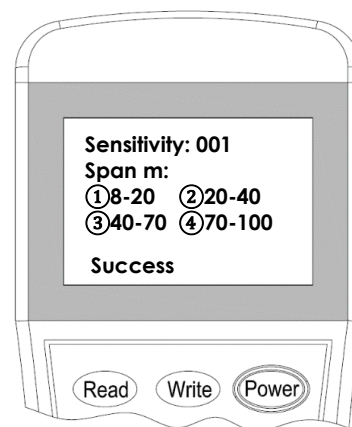 Sensitivity: 001
Span m:
①8-20 ②20-40
③40-70 ④70-100
Success
Read Write Power